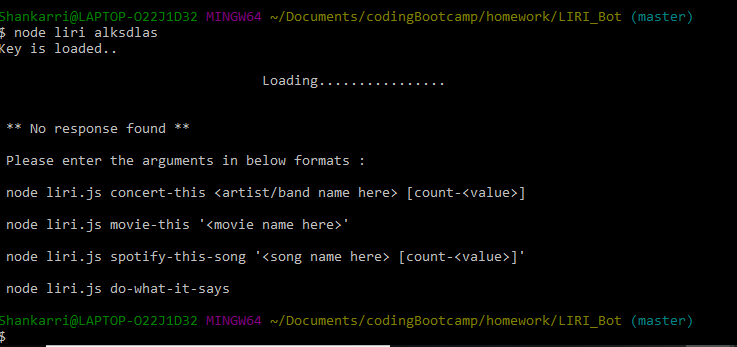 Shankarri@LAPTOP-O22J1D32 MINGW64 ~/Documents/codingBootcamp/homework/LIRI_Bot (master)
$ node liri alksdlas
Key is loaded..
Loading................
** No response found **
Please enter the arguments in below formats :
node liri.js concert-this <artist/band name here> [count-<value>]
node liri.js movie-this '<movie name here>'
node liri.js spotify-this-song '<song name here> [count-<value>]'
node liri.js do-what-it-says
Shankarri@LAPTOP-O22J1D32 MINGW64 ~/Documents/codingBootcamp/homework/LIRI_Bot (master)
$